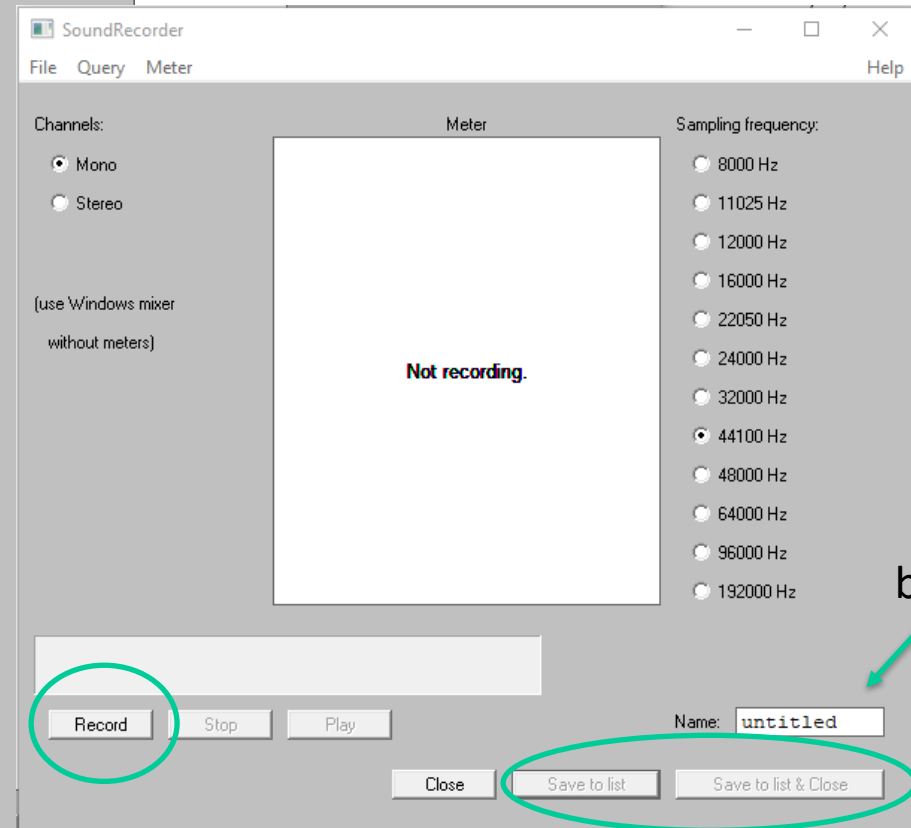 SoundRecorder
File Query Meter Help
Channels:
Mono
Stereo
(use Windows mixer
without meters)
Meter
Not recording.
Sampling frequency:
8000 Hz
11025 Hz
12000 Hz
16000 Hz
22050 Hz
24000 Hz
32000 Hz
44100 Hz
48000 Hz
64000 Hz
96000 Hz
192000 Hz
Record Stop Play
Name: untitled
Close Save to list Save to list & Close